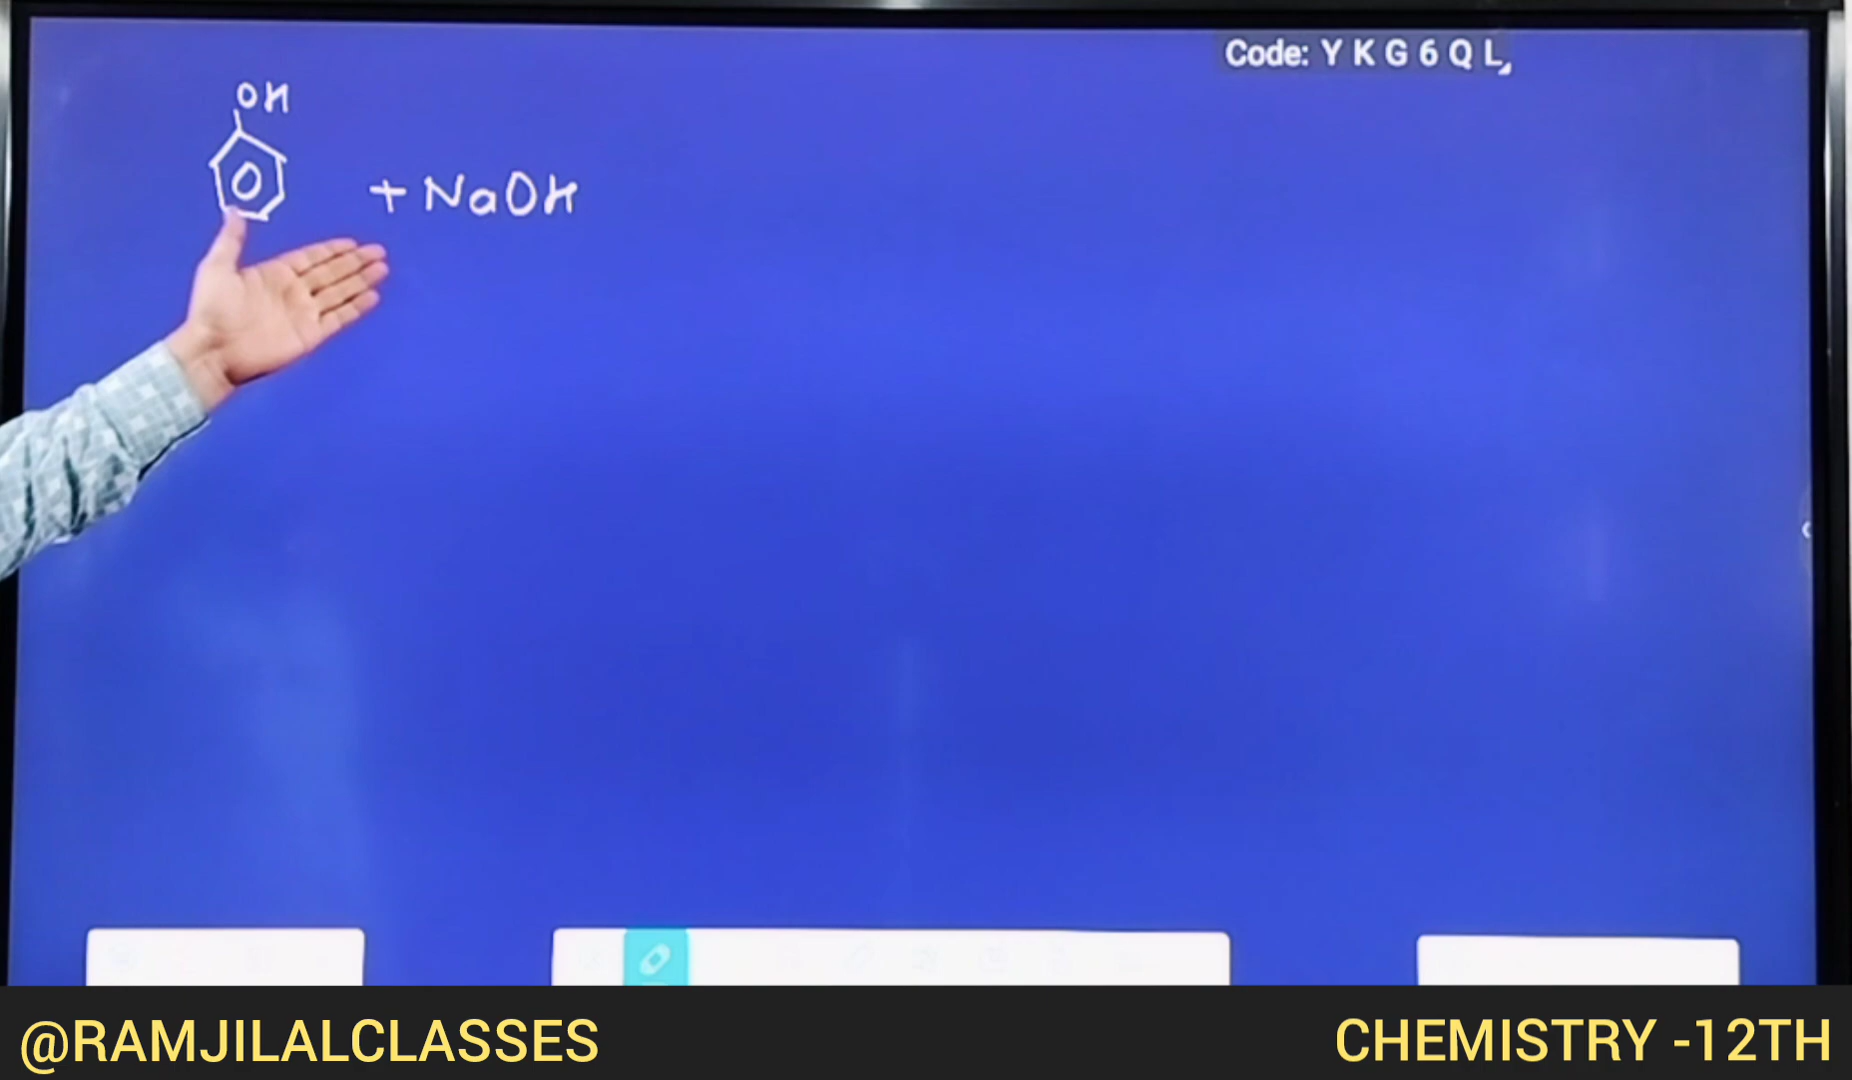 Code: Y K G 6 Q L
OH
+ NaOH
@RAMJILALCLASSES
CHEMISTRY -12TH